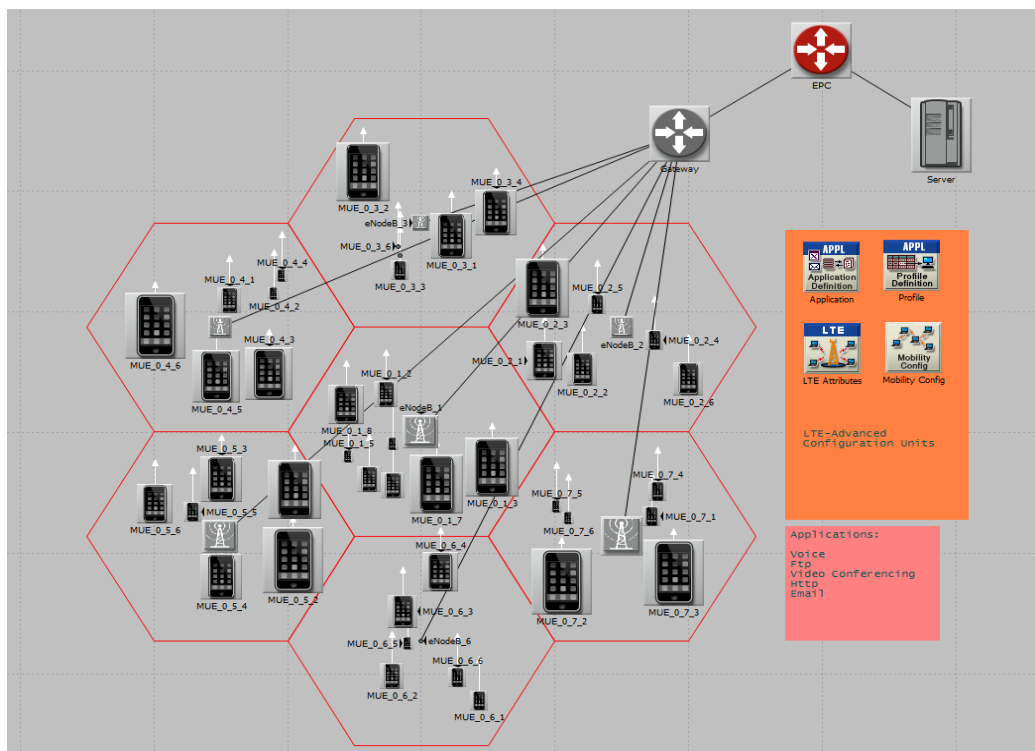 EPC
Gateway
Server
MUE_0_3_2
MUE_0_3_4
eNodeB_3
MUE_0_3_6
MUE_0_3_1
MUE_0_3_3
MUE_0_4_4
MUE_0_4_1
MUE_0_4_2
MUE_0_4_3
MUE_0_4_6
MUE_0_4_5
MUE_0_2_5
MUE_0_2_3
eNodeB_2
MUE_0_2_4
MUE_0_2_1
MUE_0_2_2
MUE_0_2_6
MUE_0_1_2
eNodeB_1
MUE_0_1_8
MUE_0_1_5
MUE_0_1_3
MUE_0_1_7
MUE_0_5_3
MUE_0_5_5
MUE_0_5_6
MUE_0_5_4
MUE_0_5_2
MUE_0_7_4
MUE_0_7_5
MUE_0_7_1
MUE_0_7_6
MUE_0_7_2
MUE_0_7_3
MUE_0_6_4
MUE_0_6_3
eNodeB_6
MUE_0_6_5
MUE_0_6_6
MUE_0_6_2
MUE_0_6_1
APPL
Application
Definition
Application
APPL
Profile
Definition
Profile
LTE
LTE Attributes
Mobility
Config
Mobility Config
LTE-Advanced
Configuration Units
Applications:
Voice
Ftp
Video Conferencing
Http
Email